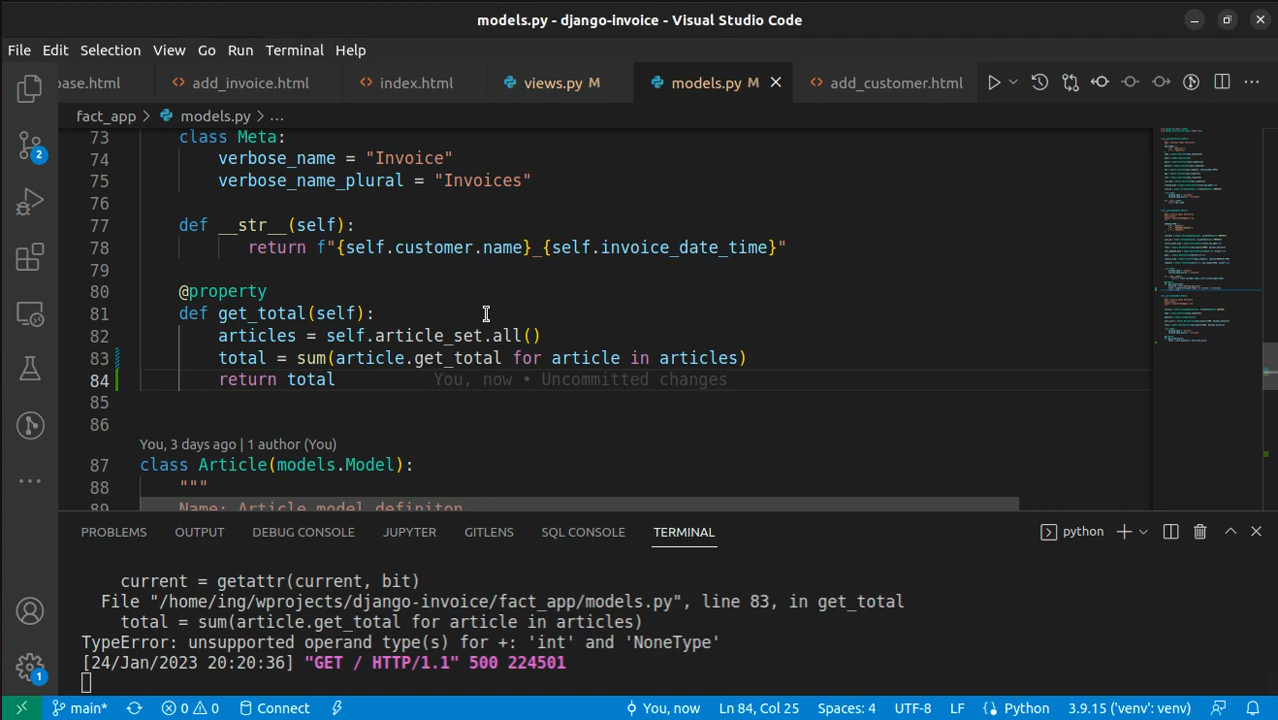 models.py - django-invoice - Visual Studio Code
File Edit Selection View Go Run Terminal Help
base.html add_invoice.html index.html views.py M models.py M add_customer.html
fact_app > models.py > ...
73 class Meta:
74 verbose_name = "Invoice"
75 verbose_name_plural = "Invoices"
76
77 def __str__(self):
78 return f"{self.customer.name}_{self.invoice_date_time}"
79
80 @property
81 def get_total(self):
82 articles = self.article_set.all()
83 total = sum(article.get_total for article in articles)
84 return total You, now • Uncommitted changes
85
86
You, 3 days ago | 1 author (You)
87 class Article(models.Model):
88 """
89 Name: Article model definiton
PROBLEMS OUTPUT DEBUG CONSOLE JUPYTER GITLENS SQL CONSOLE TERMINAL python
current = getattr(current, bit)
File "/home/ing/wprojects/django-invoice/fact_app/models.py", line 83, in get_total
total = sum(article.get_total for article in articles)
TypeError: unsupported operand type(s) for +: 'int' and 'NoneType'
[24/Jan/2023 20:20:36] "GET / HTTP/1.1" 500 224501
2
1
main* 0 0 Connect You, now Ln 84, Col 25 Spaces: 4 UTF-8 LF Python 3.9.15 ('venv': venv)